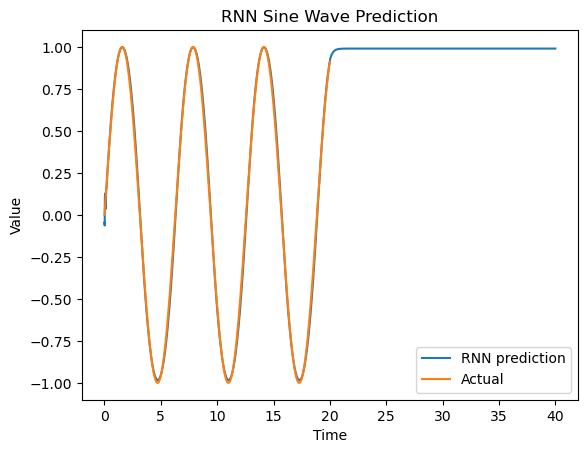 RNN Sine Wave Prediction
1.00
0.75
0.50
0.25
0.00
−0.25
−0.50
−0.75
−1.00
Value
RNN prediction
Actual
0 5 10 15 20 25 30 35 40
Time